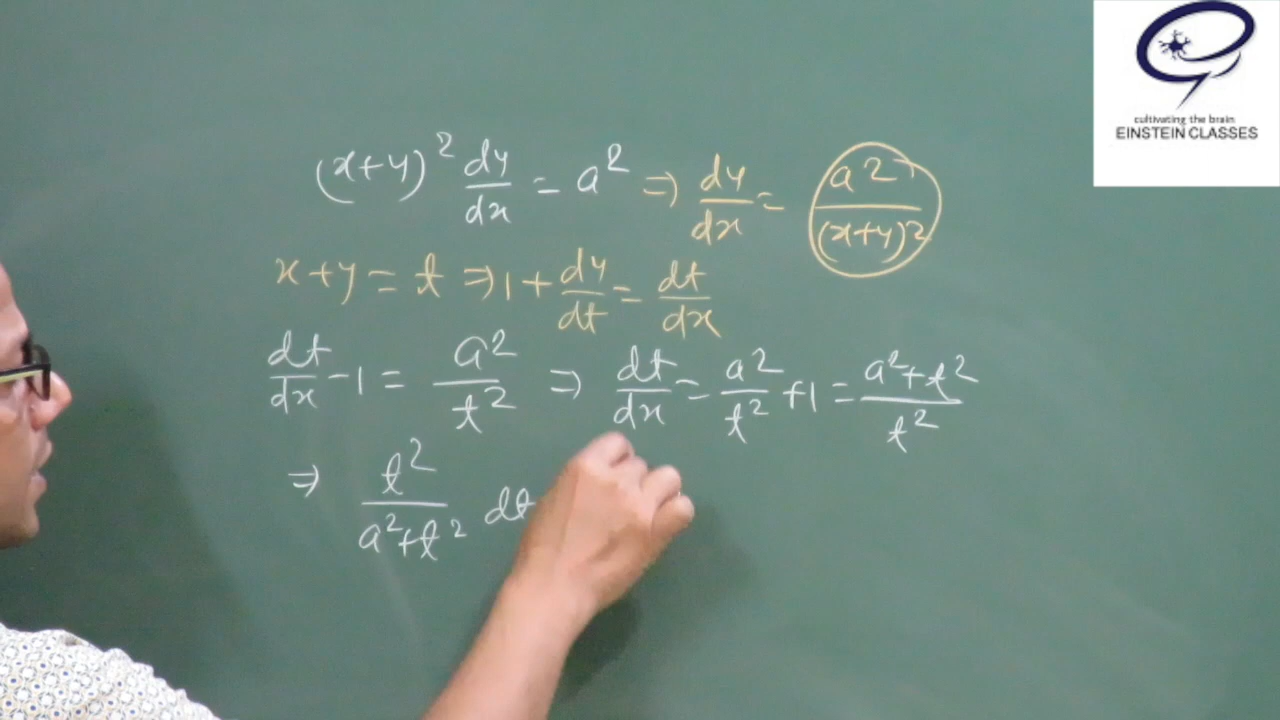 cultivating the brain
EINSTEIN CLASSES
(x+y)² dy/dx = a² ⇒ dy/dx = a²/(x+y)²
x+y = t ⇒ 1 + dy/dt = dt/dx
dt/dx - 1 = a²/t² ⇒ dt/dx = a²/t² + 1 = a²+t²/t²
⇒ t²/a²+t² dt